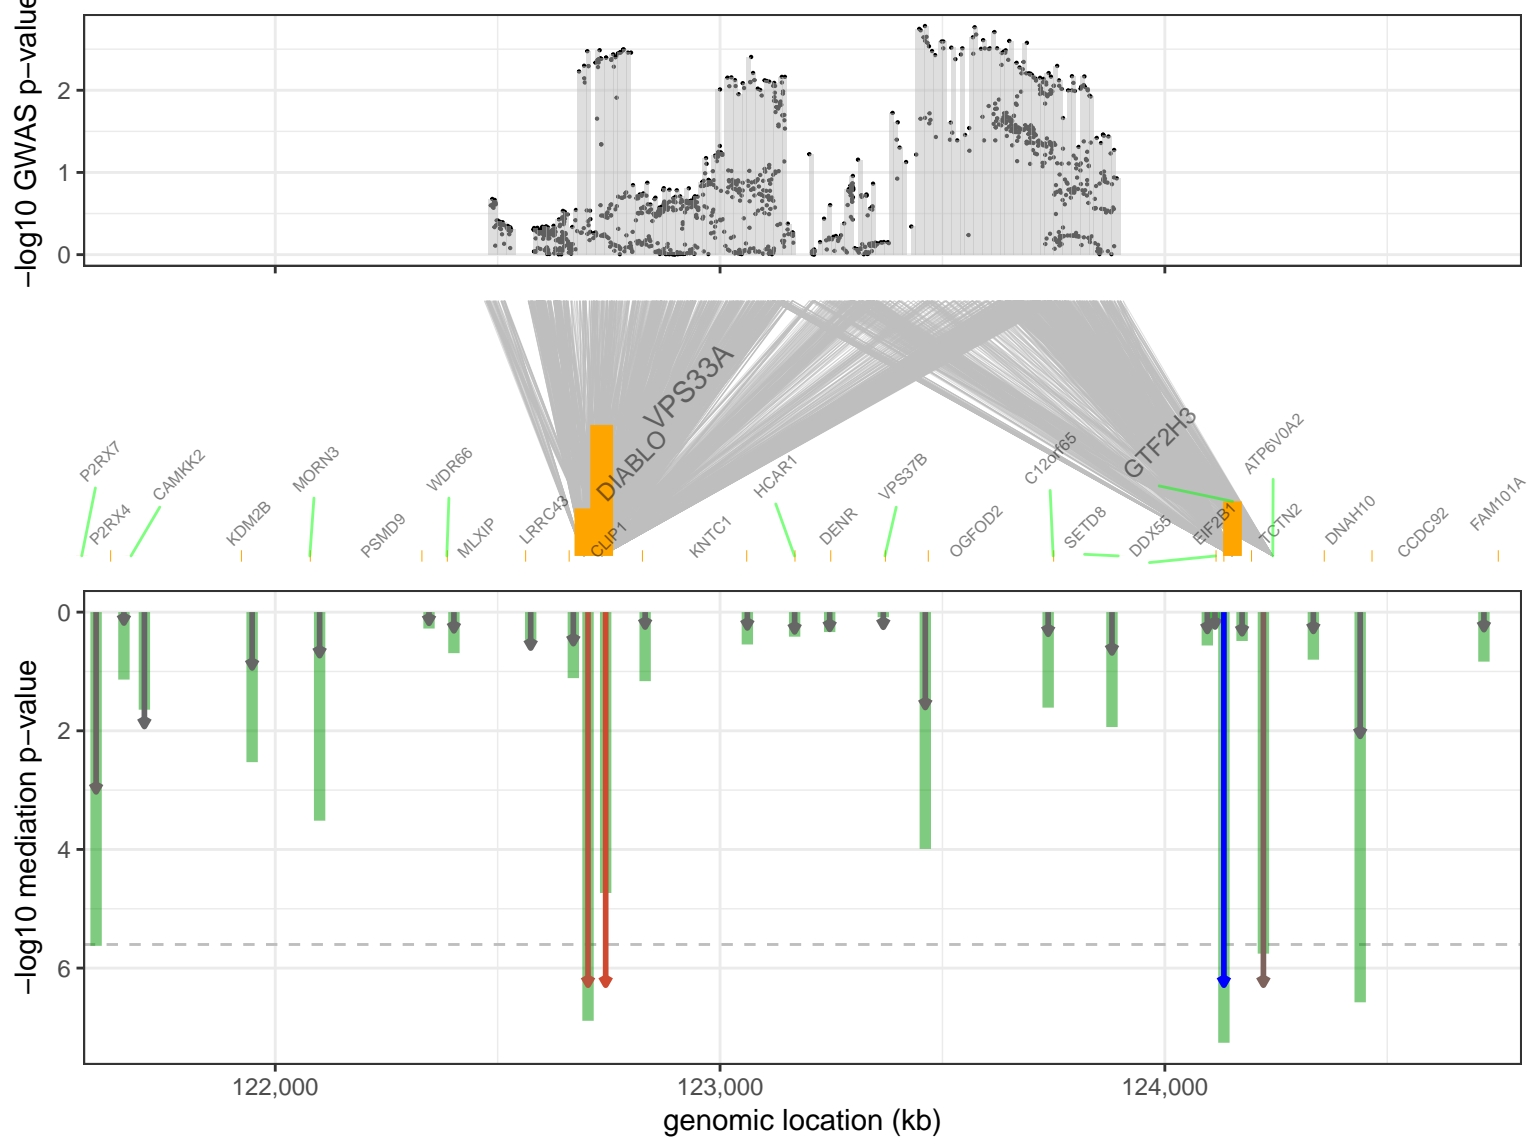 −log10 GWAS p−value
2
1
0
P2RX7
P2RX4
CAMKK2
KDM2B
MORN3
PSMD9
WDR66
MLXIP
LRRC43
DIABLO
VPS33A
CLIP1
KNTC1
HCAR1
DENR
VPS37B
OGFOD2
C12orf65
SETD8
DDX55
GTF2H3
EIF2B1
ATP6V0A2
TCTN2
DNAH10
CCDC92
FAM101A
−log10 mediation p−value
0
2
4
6
122,000
123,000
124,000
genomic location (kb)